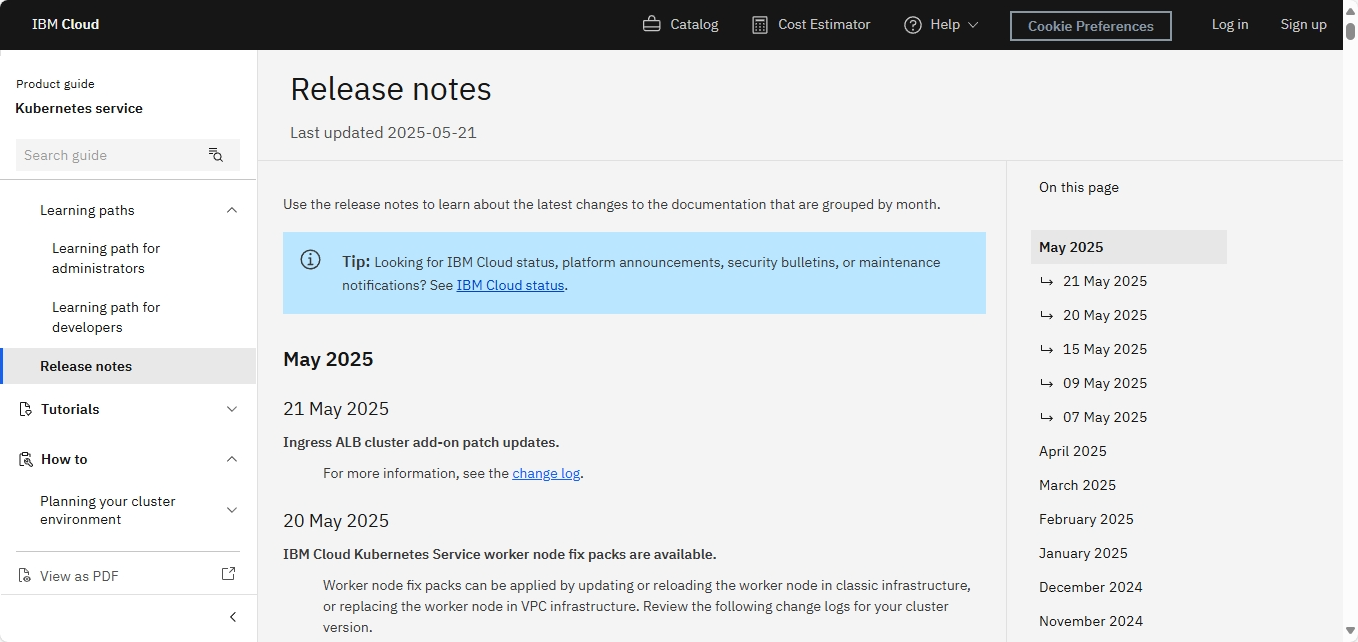 IBM Cloud
Catalog
Cost Estimator
Help
Cookie Preferences
Log in
Sign up
Product guide
Kubernetes service
Search guide
Learning paths
Learning path for
administrators
Learning path for
developers
Release notes
Tutorials
How to
Planning your cluster
environment
View as PDF
Release notes
Last updated 2025-05-21
Use the release notes to learn about the latest changes to the documentation that are grouped by month.
Tip: Looking for IBM Cloud status, platform announcements, security bulletins, or maintenance
notifications? See IBM Cloud status.
May 2025
21 May 2025
Ingress ALB cluster add-on patch updates.
For more information, see the change log.
20 May 2025
IBM Cloud Kubernetes Service worker node fix packs are available.
Worker node fix packs can be applied by updating or reloading the worker node in classic infrastructure,
or replacing the worker node in VPC infrastructure. Review the following change logs for your cluster
version.
On this page
May 2025
21 May 2025
20 May 2025
15 May 2025
09 May 2025
07 May 2025
April 2025
March 2025
February 2025
January 2025
December 2024
November 2024